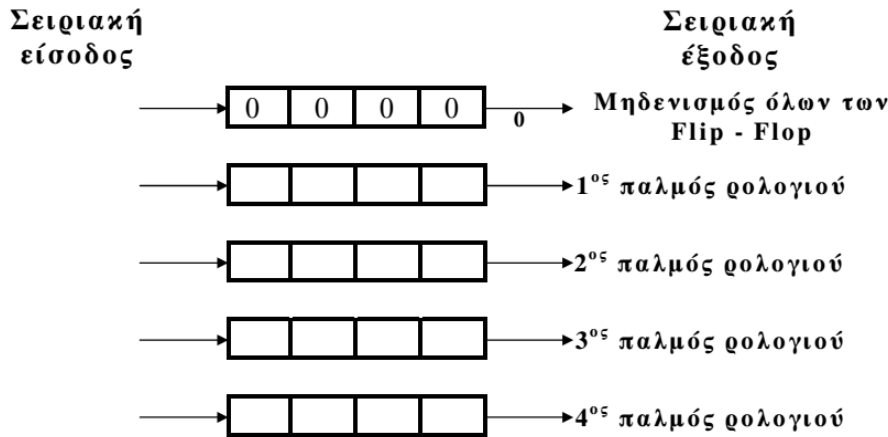 Σειριακή
είσοδος
Σειριακή
έξοδος
0 0 0 0 0 Μηδενισμός όλων των
Flip - Flop
1ος παλμός ρολογιού
2ος παλμός ρολογιού
3ος παλμός ρολογιού
4ος παλμός ρολογιού